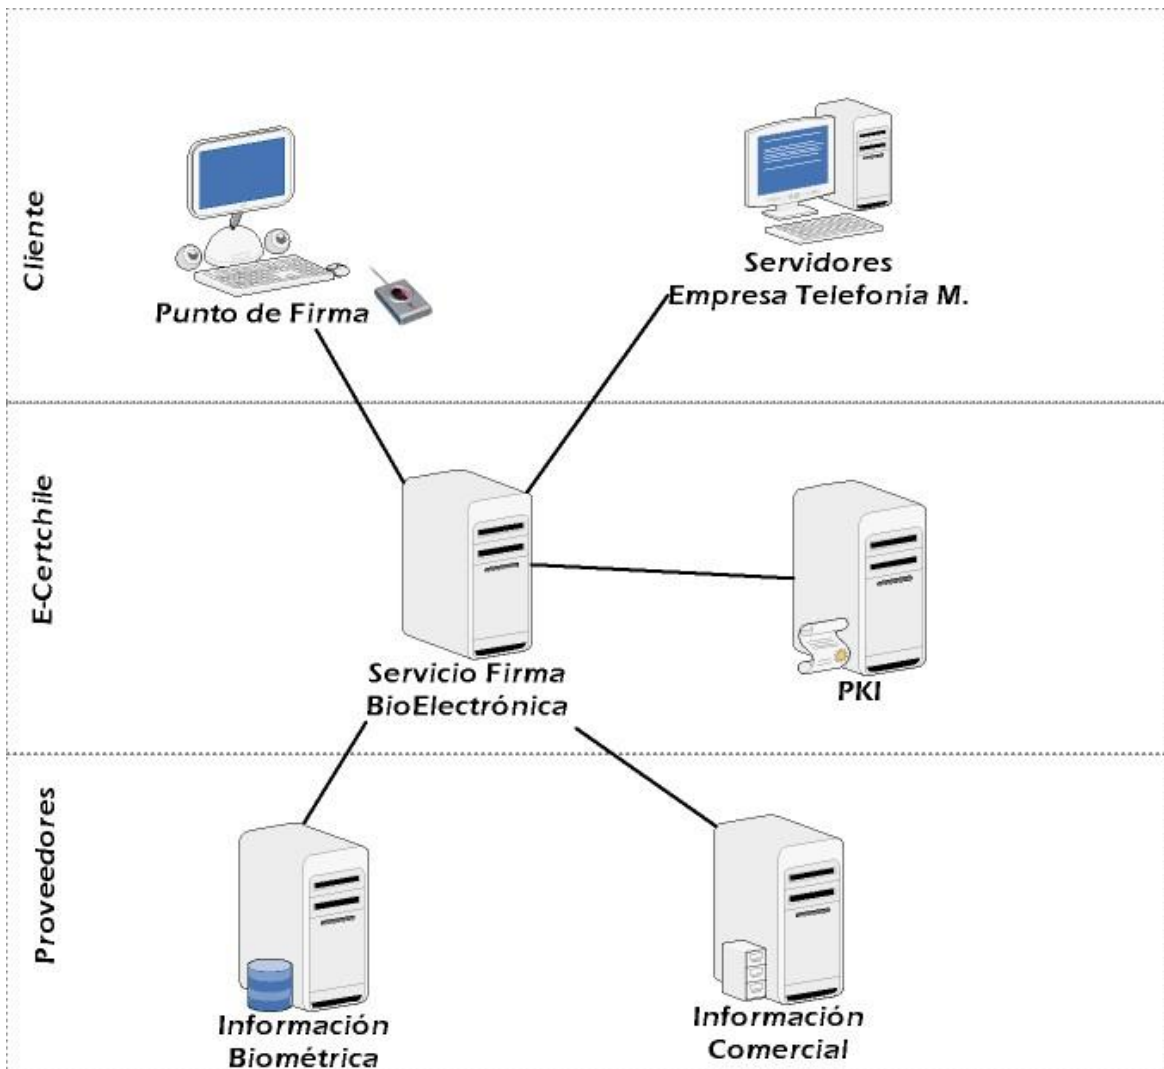 Cliente
Punto de Firma
Servidores
Empresa Telefonía M.
E-Certchile
Servicio Firma
BioElectrónica
PKI
Proveedores
Información
Biométrica
Información
Comercial